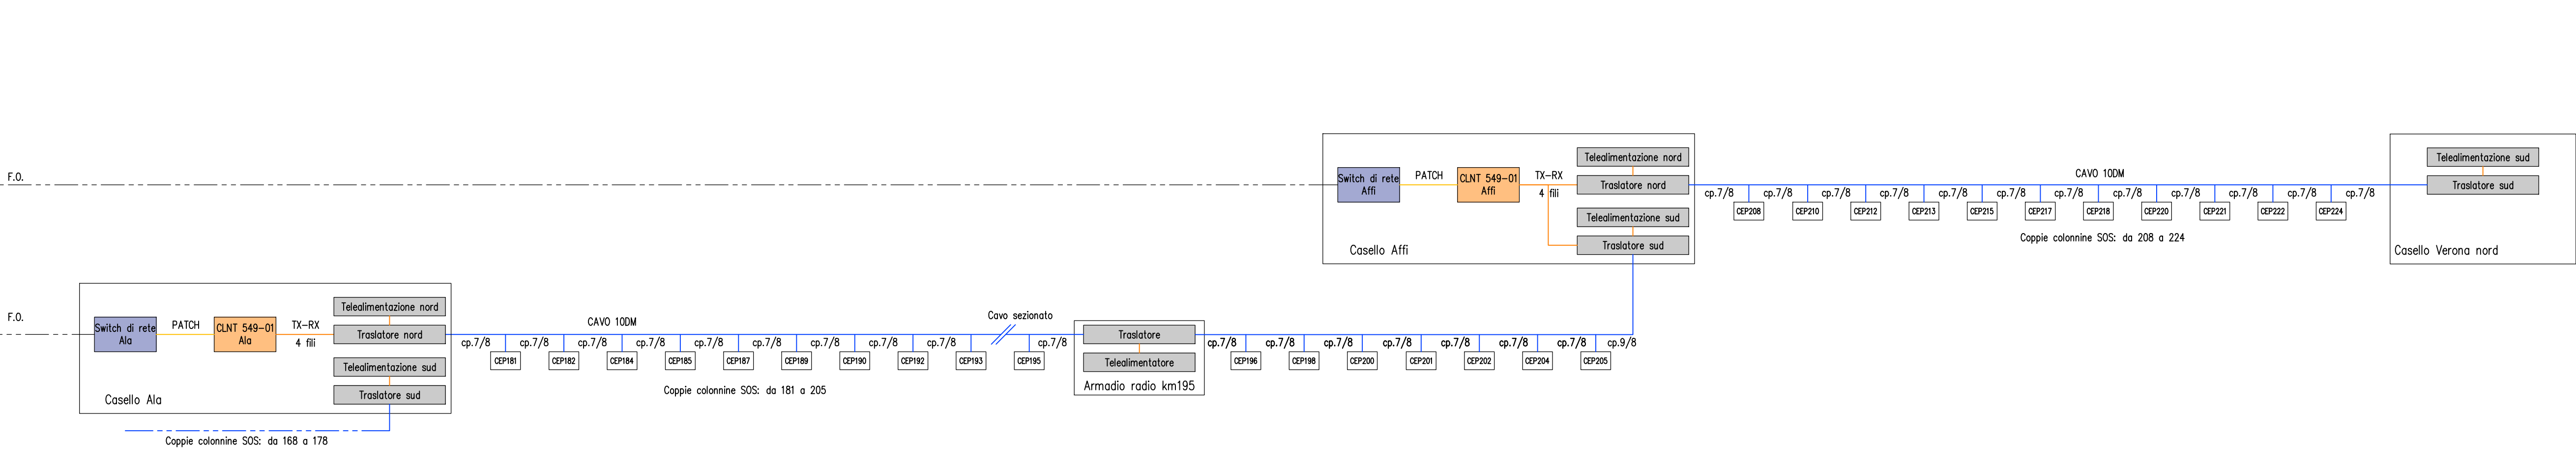 F.O.
Switch di rete
Affi
PATCH
CLNT 549-01
Affi
TX-RX
4 fili
Telealimentazione nord
Traslatore nord
Telealimentazione sud
Traslatore sud
Casello Affi
CAVO 10DM
cp.7/8 cp.7/8 cp.7/8 cp.7/8 cp.7/8 cp.7/8 cp.7/8 cp.7/8 cp.7/8 cp.7/8 cp.7/8 cp.7/8
CEP208 CEP210 CEP212 CEP213 CEP215 CEP217 CEP218 CEP220 CEP221 CEP222 CEP224
Coppie colonnine SOS: da 208 a 224
Telealimentazione sud
Traslatore sud
Casello Verona nord
F.O.
Switch di rete
Ala
PATCH
CLNT 549-01
Ala
TX-RX
4 fili
Telealimentazione nord
Traslatore nord
Telealimentazione sud
Traslatore sud
Casello Ala
Coppie colonnine SOS: da 168 a 178
CAVO 10DM
Cavo sezionato
cp.7/8 cp.7/8 cp.7/8 cp.7/8 cp.7/8 cp.7/8 cp.7/8 cp.7/8 cp.7/8 cp.7/8
CEP181 CEP182 CEP184 CEP185 CEP187 CEP189 CEP190 CEP192 CEP193 CEP195
Coppie colonnine SOS: da 181 a 205
Traslatore
Telealimentatore
Armadio radio km195
cp.7/8 cp.7/8 cp.7/8 cp.7/8 cp.7/8 cp.7/8 cp.7/8 cp.9/8
CEP196 CEP198 CEP200 CEP201 CEP202 CEP204 CEP205